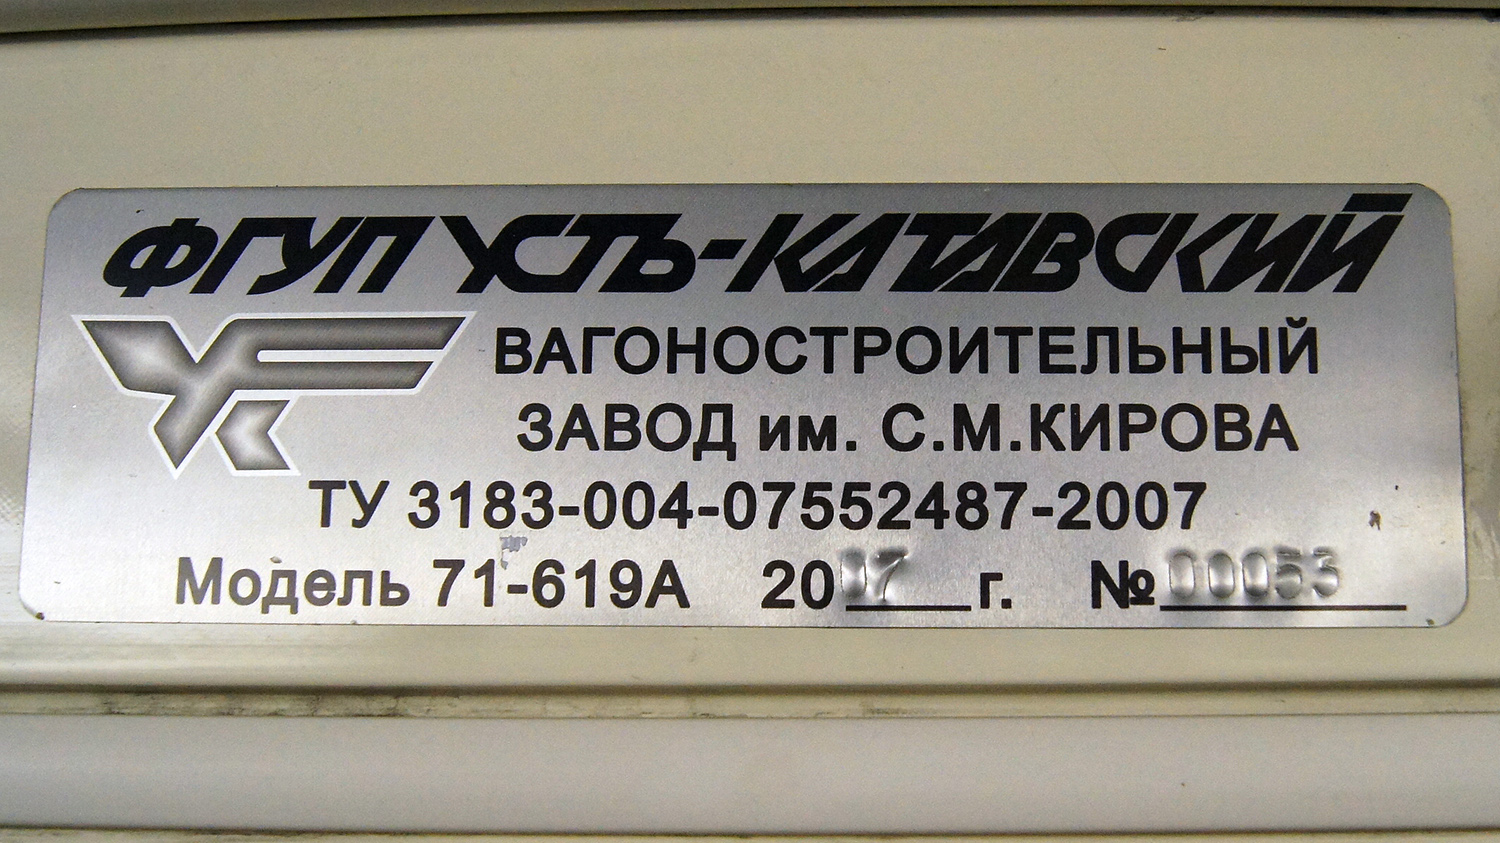 ФГУП УСТЬ-КАТАВСКИЙ
ВАГОНОСТРОИТЕЛЬНЫЙ
ЗАВОД им. С.М.КИРОВА
ТУ 3183-004-07552487-2007
Модель 71-619А 2007 г. №00053